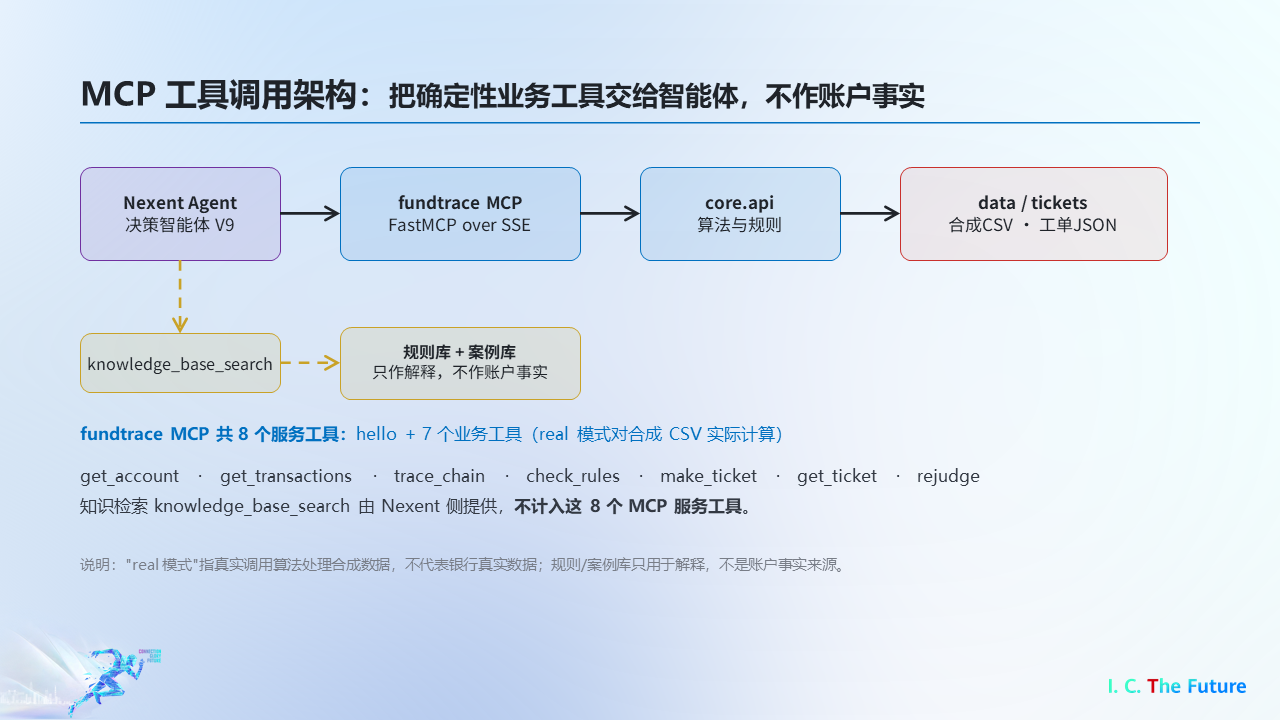 MCP 工具调用架构：把确定性业务工具交给智能体，不作账户事实
Nexent Agent
决策智能体 V9
fundtrace MCP
FastMCP over SSE
core.api
算法与规则
data / tickets
合成CSV · 工单JSON
knowledge_base_search
规则库 + 案例库
只作解释，不作账户事实
fundtrace MCP 共 8 个服务工具：hello + 7 个业务工具（real 模式对合成 CSV 实际计算）
get_account · get_transactions · trace_chain · check_rules · make_ticket · get_ticket · rejudge
知识检索 knowledge_base_search 由 Nexent 侧提供，不计入这 8 个 MCP 服务工具。
说明："real 模式"指真实调用算法处理合成数据，不代表银行真实数据；规则/案例库只用于解释，不是账户事实来源。
I. C. The Future